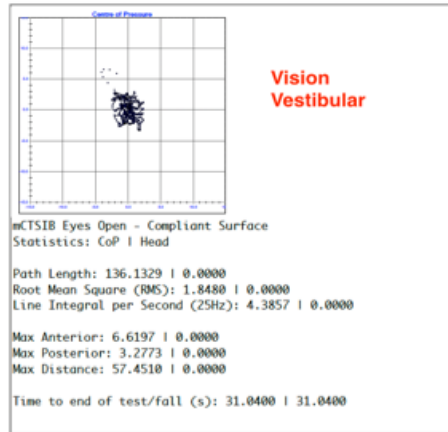 Centre of Pressure
Vision
Vestibular
mCTSIB Eyes Open - Compliant Surface
Statistics: CoP | Head
Path Length: 136.1329 | 0.0000
Root Mean Square (RMS): 1.8480 | 0.0000
Line Integral per Second (25Hz): 4.3857 | 0.0000
Max Anterior: 6.6197 | 0.0000
Max Posterior: 3.2773 | 0.0000
Max Distance: 57.4510 | 0.0000
Time to end of test/fall (s): 31.0400 | 31.0400